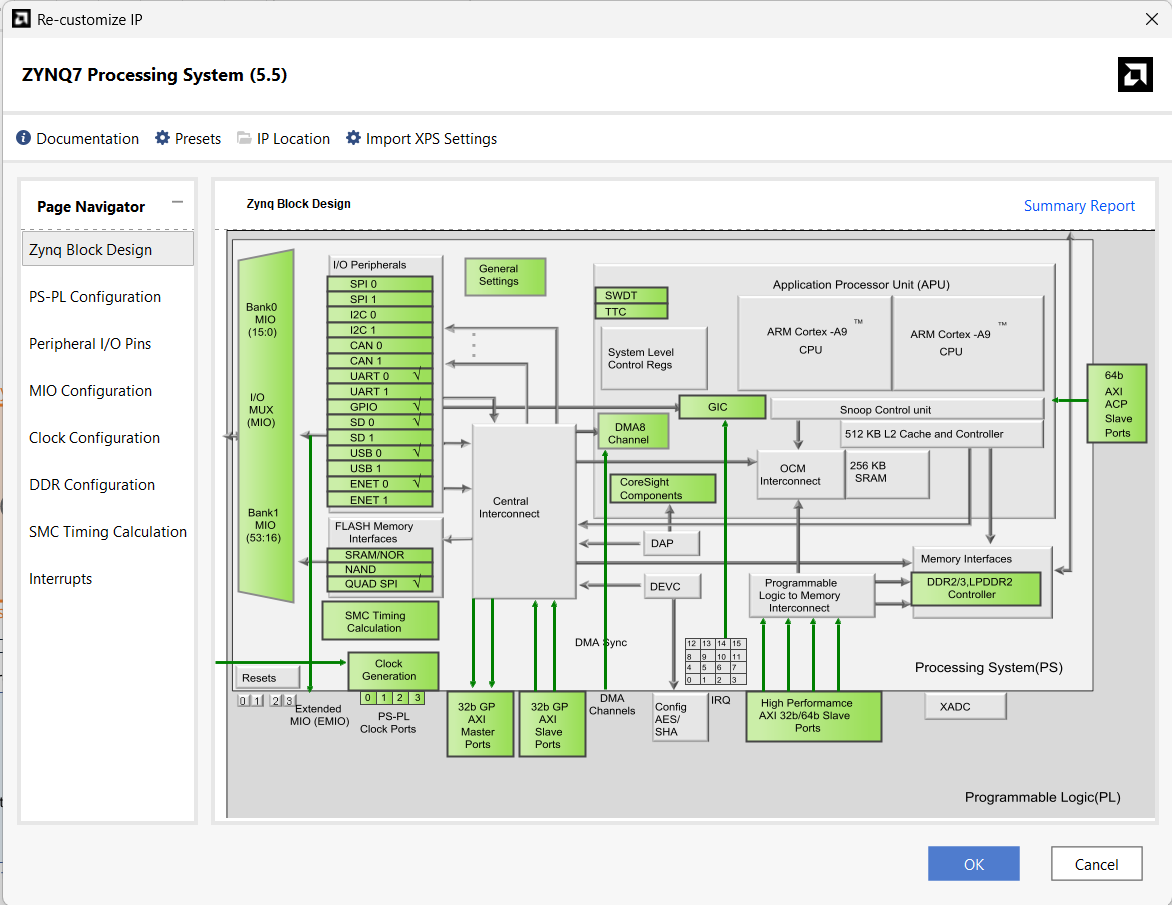 Re-customize IP
ZYNQ7 Processing System (5.5)
Documentation
Presets
IP Location
Import XPS Settings
Page Navigator
Zynq Block Design
PS-PL Configuration
Peripheral I/O Pins
MIO Configuration
Clock Configuration
DDR Configuration
SMC Timing Calculation
Interrupts
Zynq Block Design
Summary Report
Bank0
MIO
(15:0)
I/O
MUX
(MIO)
Bank1
MIO
(53:16)
I/O Peripherals
SPI 0
SPI 1
I2C 0
I2C 1
CAN 0
CAN 1
UART 0 √
UART 1
GPIO √
SD 0 √
SD 1
USB 0 √
USB 1
ENET 0 √
ENET 1
FLASH Memory
Interfaces
SRAM/NOR
NAND
QUAD SPI √
SMC Timing
Calculation
Clock
Generation
0 1 2 3
PS-PL
Clock Ports
Resets
0 1 2 3
Extended
MIO (EMIO)
General
Settings
Central
Interconnect
32b GP
AXI
Master
Ports
32b GP
AXI
Slave
Ports
DMA Sync
DMA
Channels
Application Processor Unit (APU)
SWDT
TTC
System Level
Control Regs
ARM Cortex -A9 ™
CPU
ARM Cortex -A9 ™
CPU
GIC
Snoop Control unit
DMA8
Channel
512 KB L2 Cache and Controller
OCM
Interconnect
256 KB
SRAM
CoreSight
Components
DAP
DEVC
Programmable
Logic to Memory
Interconnect
Memory Interfaces
DDR2/3,LPDDR2
Controller
64b
AXI
ACP
Slave
Ports
12 13 14 15
8 9 10 11
4 5 6 7
0 1 2 3
IRQ
Config
AES/
SHA
High Performamce
AXI 32b/64b Slave
Ports
Processing System(PS)
XADC
Programmable Logic(PL)
OK
Cancel